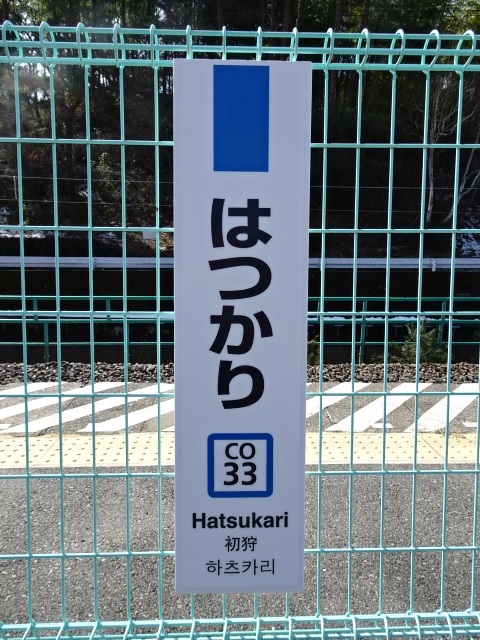 はつかり
CO
33
Hatsukari
初狩
하츠카리